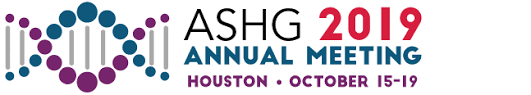 ASHG 2019
ANNUAL MEETING
HOUSTON • OCTOBER 15-19